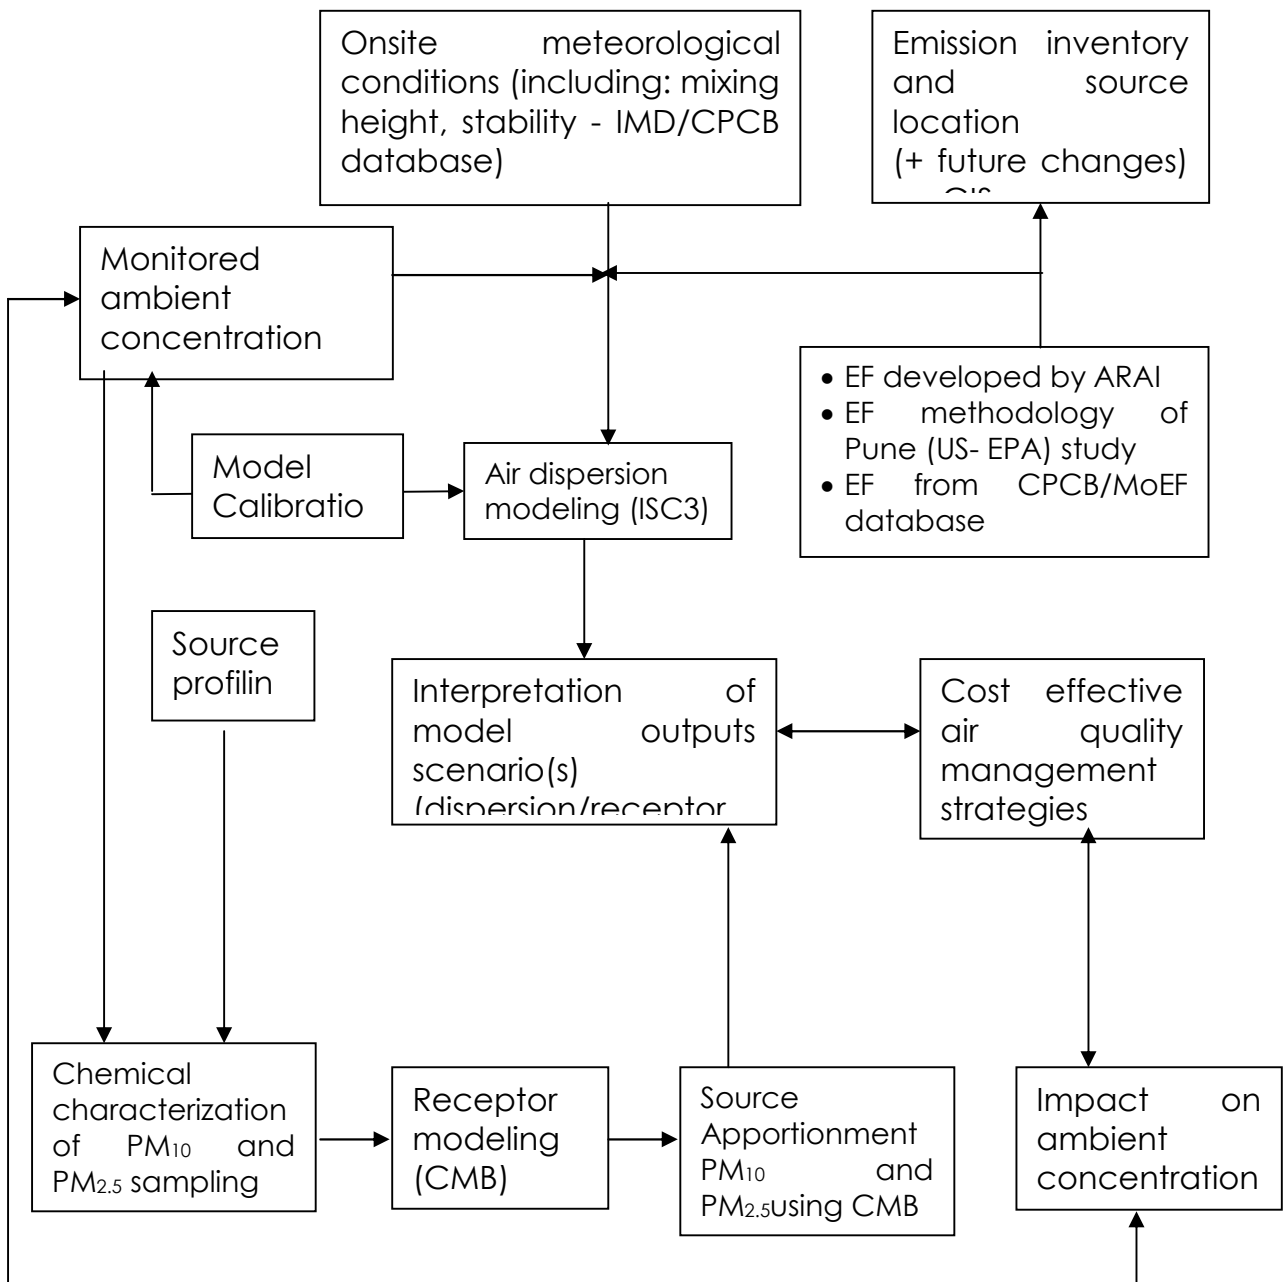 Onsite meteorological
conditions (including: mixing
height, stability - IMD/CPCB
database)
Emission inventory
and source
location
(+ future changes)
Monitored
ambient
concentration
• EF developed by ARAI
• EF methodology of
Pune (US- EPA) study
• EF from CPCB/MoEF
database
Model
Calibratio
Air dispersion
modeling (ISC3)
Source
profilin
Interpretation of
model outputs
scenario(s)
(dispersion/receptor
Cost effective
air quality
management
strategies
Chemical
characterization
of PM10 and
PM2.5 sampling
Receptor
modeling
(CMB)
Source
Apportionment
PM10 and
PM2.5using CMB
Impact on
ambient
concentration